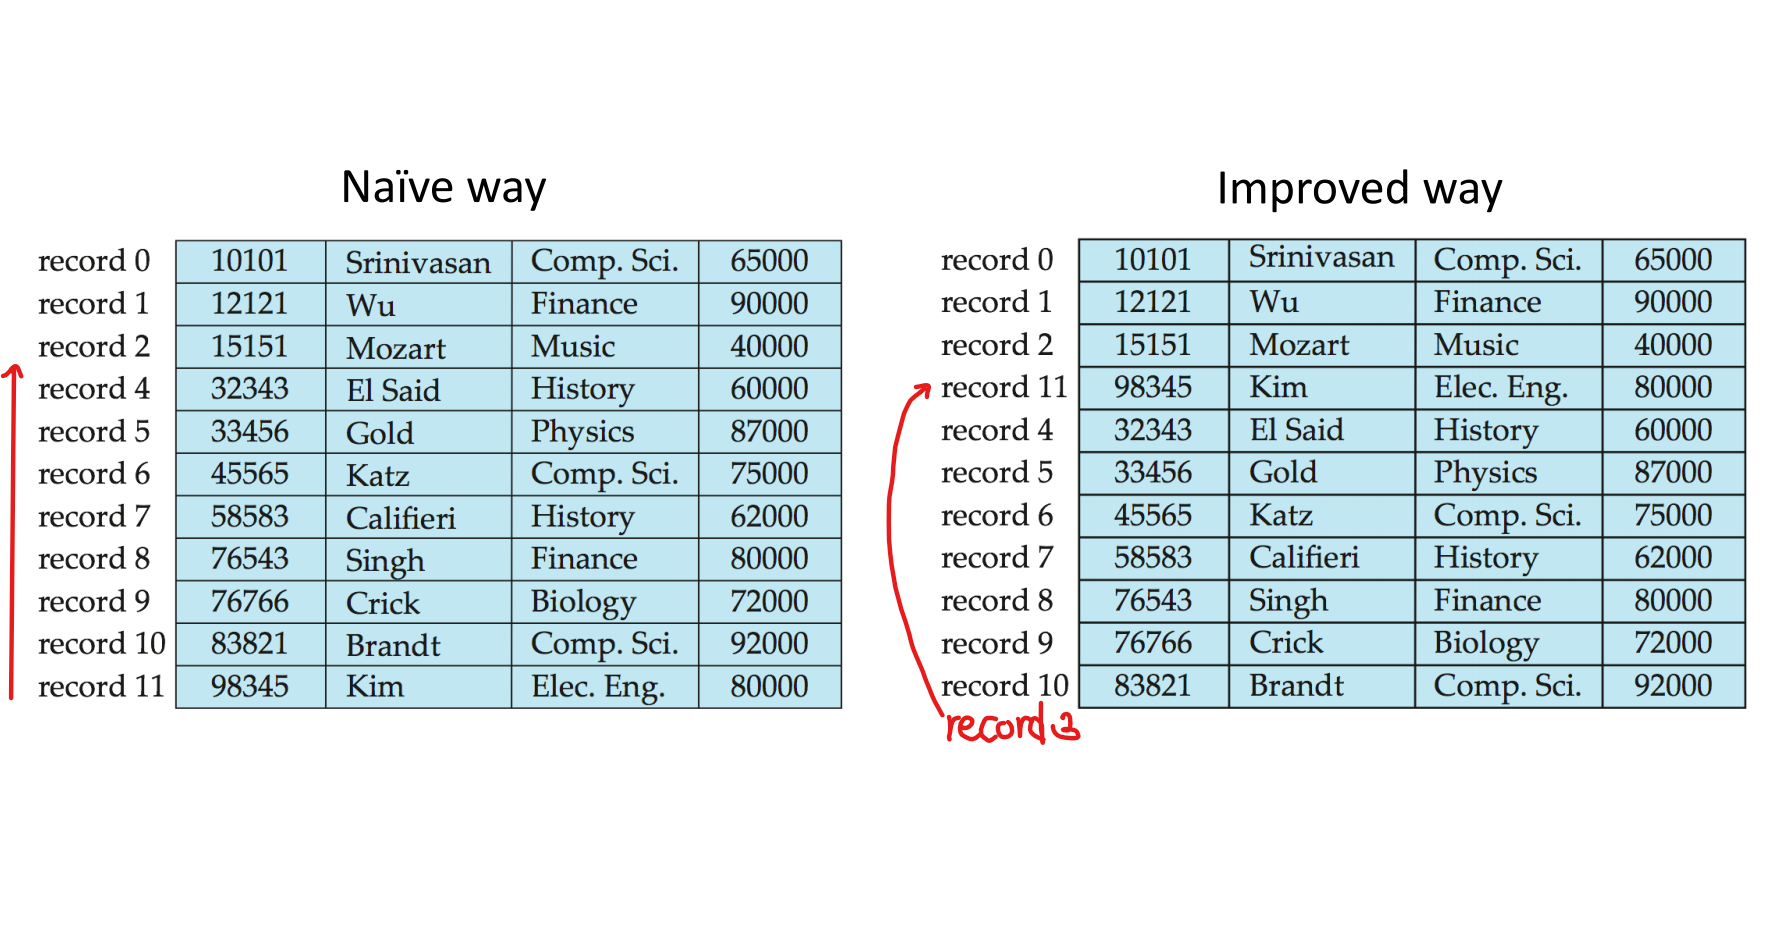 Naïve way
record 0 10101 Srinivasan Comp. Sci. 65000
record 1 12121 Wu Finance 90000
record 2 15151 Mozart Music 40000
record 4 32343 El Said History 60000
record 5 33456 Gold Physics 87000
record 6 45565 Katz Comp. Sci. 75000
record 7 58583 Califieri History 62000
record 8 76543 Singh Finance 80000
record 9 76766 Crick Biology 72000
record 10 83821 Brandt Comp. Sci. 92000
record 11 98345 Kim Elec. Eng. 80000
Improved way
record 0 10101 Srinivasan Comp. Sci. 65000
record 1 12121 Wu Finance 90000
record 2 15151 Mozart Music 40000
record 11 98345 Kim Elec. Eng. 80000
record 4 32343 El Said History 60000
record 5 33456 Gold Physics 87000
record 6 45565 Katz Comp. Sci. 75000
record 7 58583 Califieri History 62000
record 8 76543 Singh Finance 80000
record 9 76766 Crick Biology 72000
record 10 83821 Brandt Comp. Sci. 92000
record